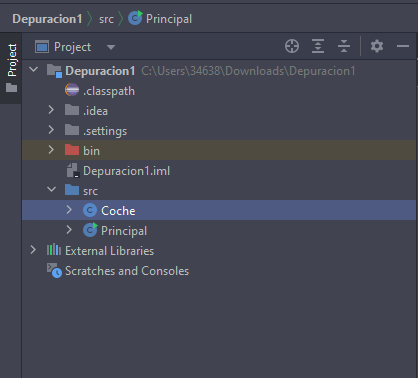 Depuracion1 src Principal
Project
Project
Depuracion1 C:\Users\34638\Downloads\Depuracion1
.classpath
.idea
.settings
bin
Depuracion1.iml
src
Coche
Principal
External Libraries
Scratches and Consoles